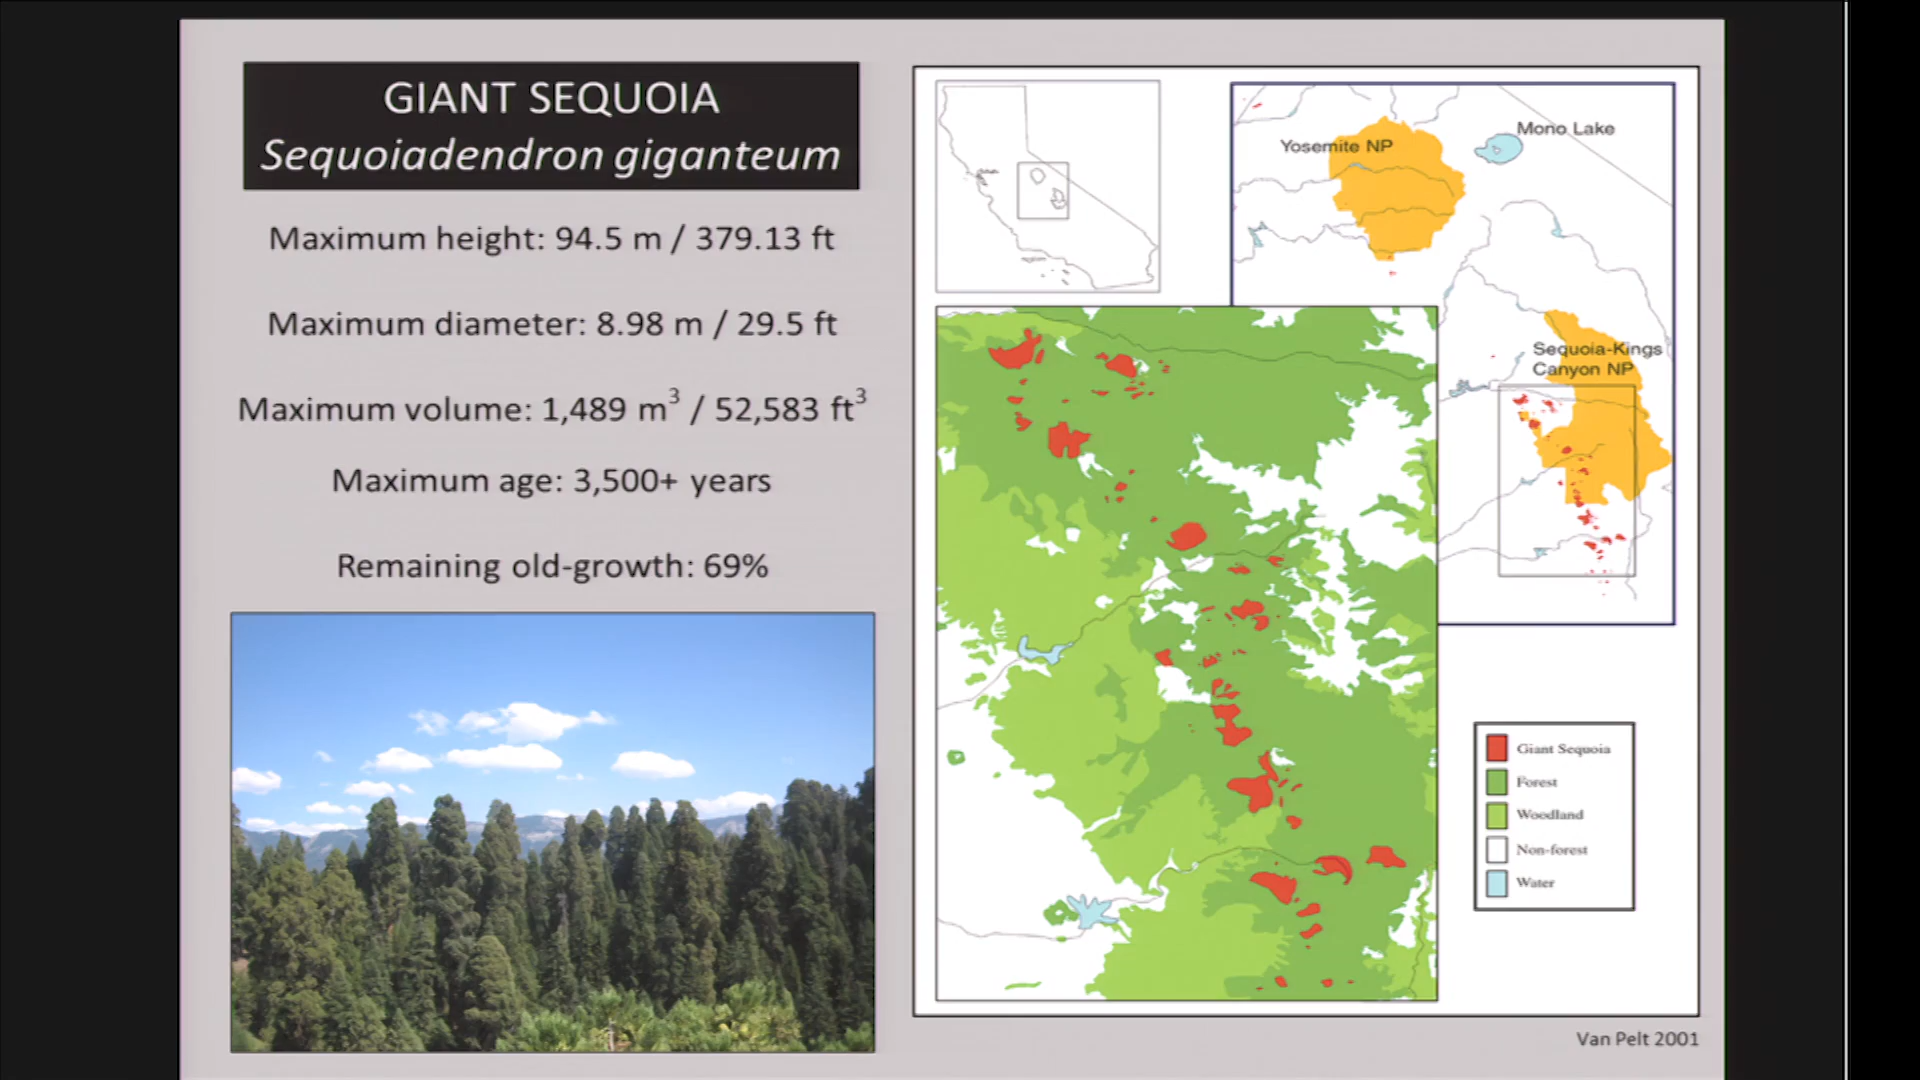 GIANT SEQUOIA
Sequoiadendron giganteum
Maximum height: 94.5 m / 379.13 ft
Maximum diameter: 8.98 m / 29.5 ft
Maximum volume: 1,489 m³ / 52,583 ft³
Maximum age: 3,500+ years
Remaining old-growth: 69%
Mono Lake
Yosemite NP
Sequoia-Kings
Canyon NP
Giant Sequoia
Forest
Woodland
Non-forest
Water
Van Pelt 2001